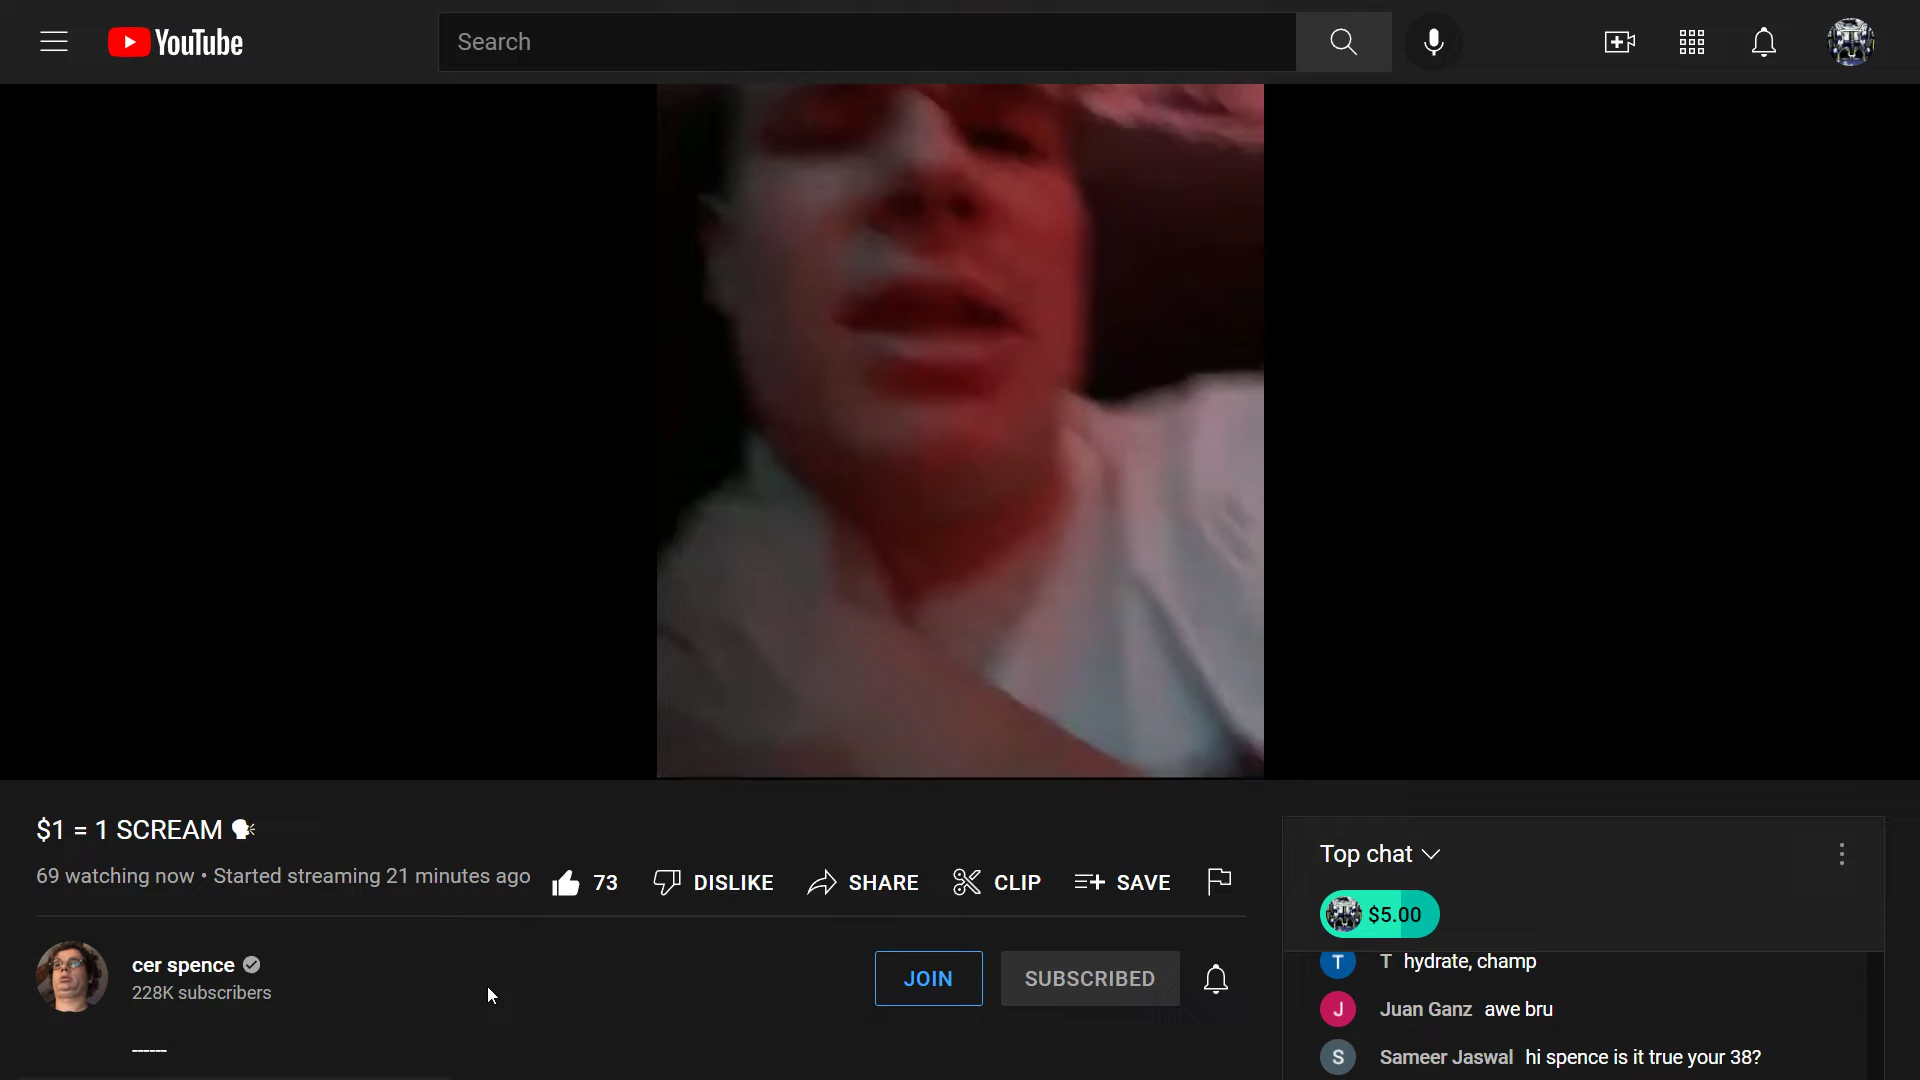 YouTube
Search
$1 = 1 SCREAM 🗣
69 watching now • Started streaming 21 minutes ago
73
DISLIKE
SHARE
CLIP
SAVE
cer spence
228K subscribers
JOIN
SUBSCRIBED
------
Top chat
$5.00
T T hydrate, champ
J Juan Ganz awe bru
S Sameer Jaswal hi spence is it true your 38?